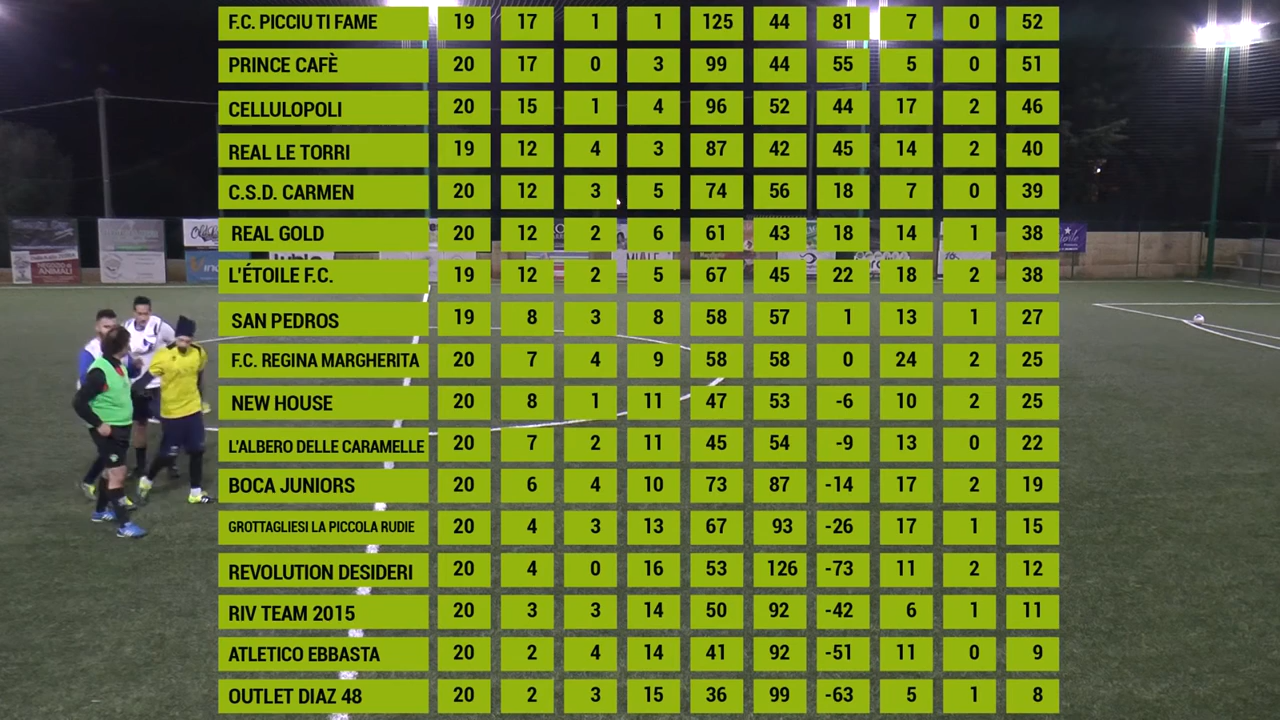 F.C. PICCIU TI FAME 19 17 1 1 125 44 81 7 0 52
PRINCE CAFÈ 20 17 0 3 99 44 55 5 0 51
CELLULOPOLI 20 15 1 4 96 52 44 17 2 46
REAL LE TORRI 19 12 4 3 87 42 45 14 2 40
C.S.D. CARMEN 20 12 3 5 74 56 18 7 0 39
REAL GOLD 20 12 2 6 61 43 18 14 1 38
L'ÉTOILE F.C. 19 12 2 5 67 45 22 18 2 38
SAN PEDROS 19 8 3 8 58 57 1 13 1 27
F.C. REGINA MARGHERITA 20 7 4 9 58 58 0 24 2 25
NEW HOUSE 20 8 1 11 47 53 -6 10 2 25
L'ALBERO DELLE CARAMELLE 20 7 2 11 45 54 -9 13 0 22
BOCA JUNIORS 20 6 4 10 73 87 -14 17 2 19
GROTTAGLIESI LA PICCOLA RUDIE 20 4 3 13 67 93 -26 17 1 15
REVOLUTION DESIDERI 20 4 0 16 53 126 -73 11 2 12
RIV TEAM 2015 20 3 3 14 50 92 -42 6 1 11
ATLETICO EBBASTA 20 2 4 14 41 92 -51 11 0 9
OUTLET DIAZ 48 20 2 3 15 36 99 -63 5 1 8